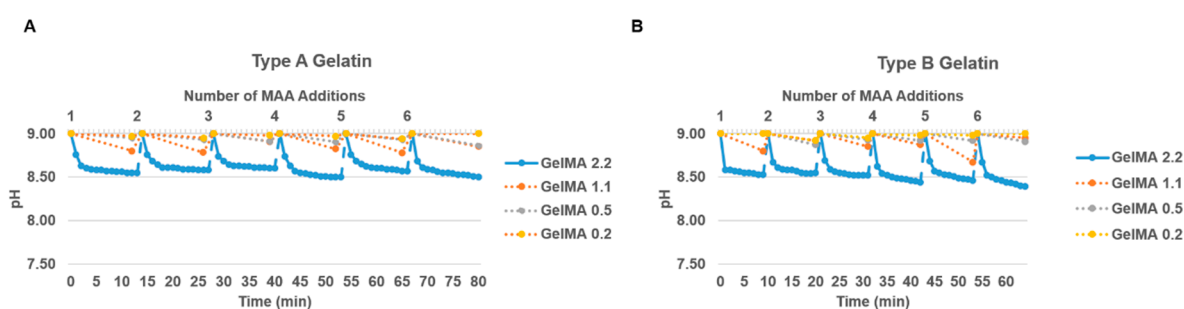 A
Type A Gelatin
Number of MAA Additions
1 2 3 4 5 6
9.00
8.50
8.00
7.50
pH
0 5 10 15 20 25 30 35 40 45 50 55 60 65 70 75 80
Time (min)
GelMA 2.2
GelMA 1.1
GelMA 0.5
GelMA 0.2
B
Type B Gelatin
Number of MAA Additions
1 2 3 4 5 6
9.00
8.50
8.00
7.50
pH
0 5 10 15 20 25 30 35 40 45 50 55 60
Time (min)
GelMA 2.2
GelMA 1.1
GelMA 0.5
GelMA 0.2